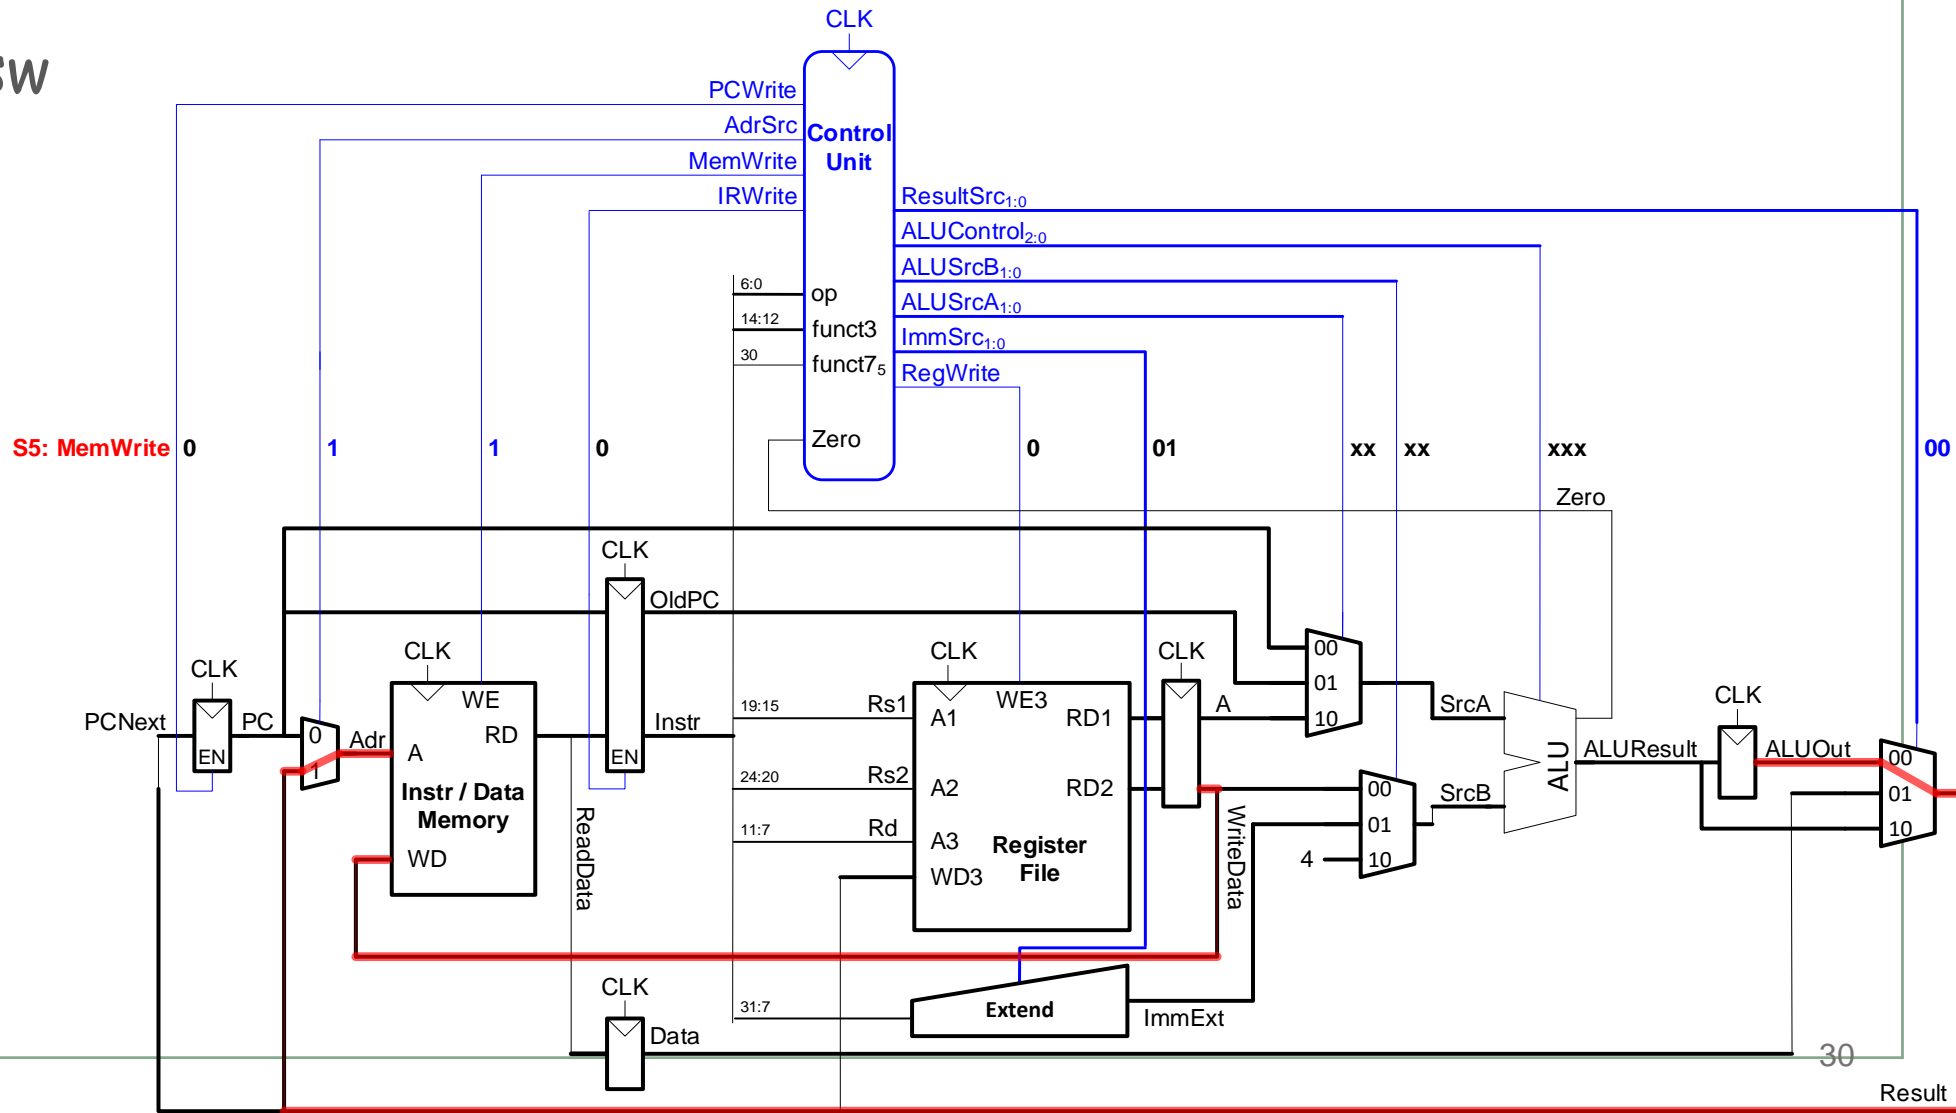 sw
CLK
PCWrite
AdrSrc
MemWrite
IRWrite
Control
Unit
ResultSrc1:0
ALUControl2:0
ALUSrcB1:0
ALUSrcA1:0
ImmSrc1:0
RegWrite
6:0
op
14:12
funct3
30
funct75
Zero
S5: MemWrite 0 1 1 0 0 01 xx xx xxx 00
Zero
CLK
OldPC
CLK CLK CLK CLK
00
01
10
PCNext
EN
PC
0
1
Adr
WE
A
RD
Instr / Data
Memory
WD
EN
Instr
ReadData
19:15 Rs1
24:20 Rs2
11:7 Rd
A1
A2
A3
WD3
WE3
RD1
RD2
Register
File
A
WriteData
00
01
4 10
SrcA
SrcB
ALU
ALUResult
CLK
ALUOut
00
01
10
31:7
Extend
ImmExt
CLK
Data
30
Result